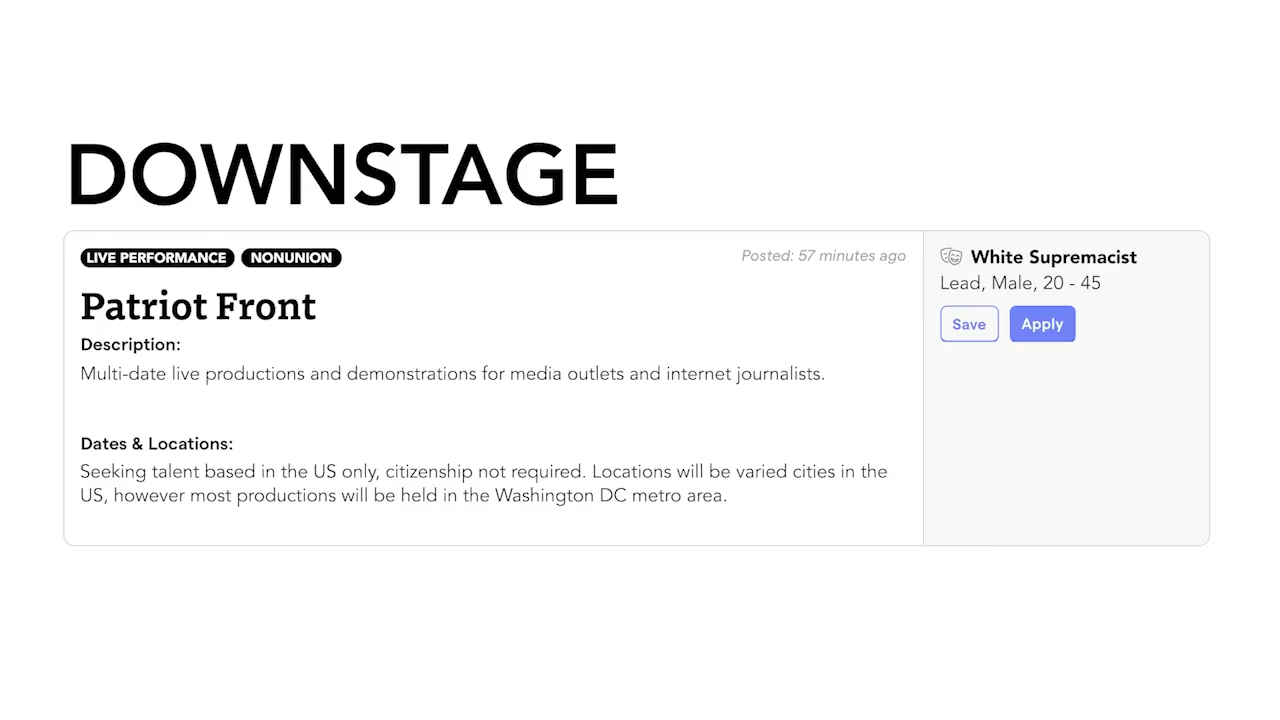 DOWNSTAGE
LIVE PERFORMANCE NONUNION
Posted: 57 minutes ago
Patriot Front
Description:
Multi-date live productions and demonstrations for media outlets and internet journalists.
Dates & Locations:
Seeking talent based in the US only, citizenship not required. Locations will be varied cities in the
US, however most productions will be held in the Washington DC metro area.
White Supremacist
Lead, Male, 20 - 45
Save Apply